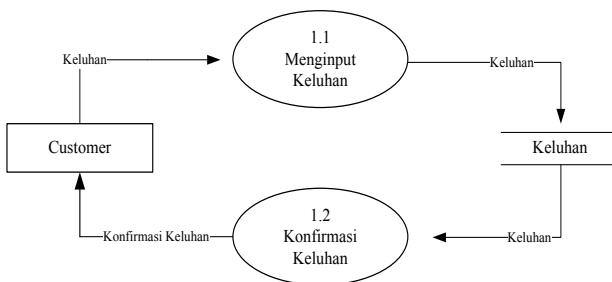 1.1
Menginput
Keluhan
Keluhan
Keluhan
Customer
Keluhan
1.2
Konfirmasi
Keluhan
Konfirmasi Keluhan
Keluhan